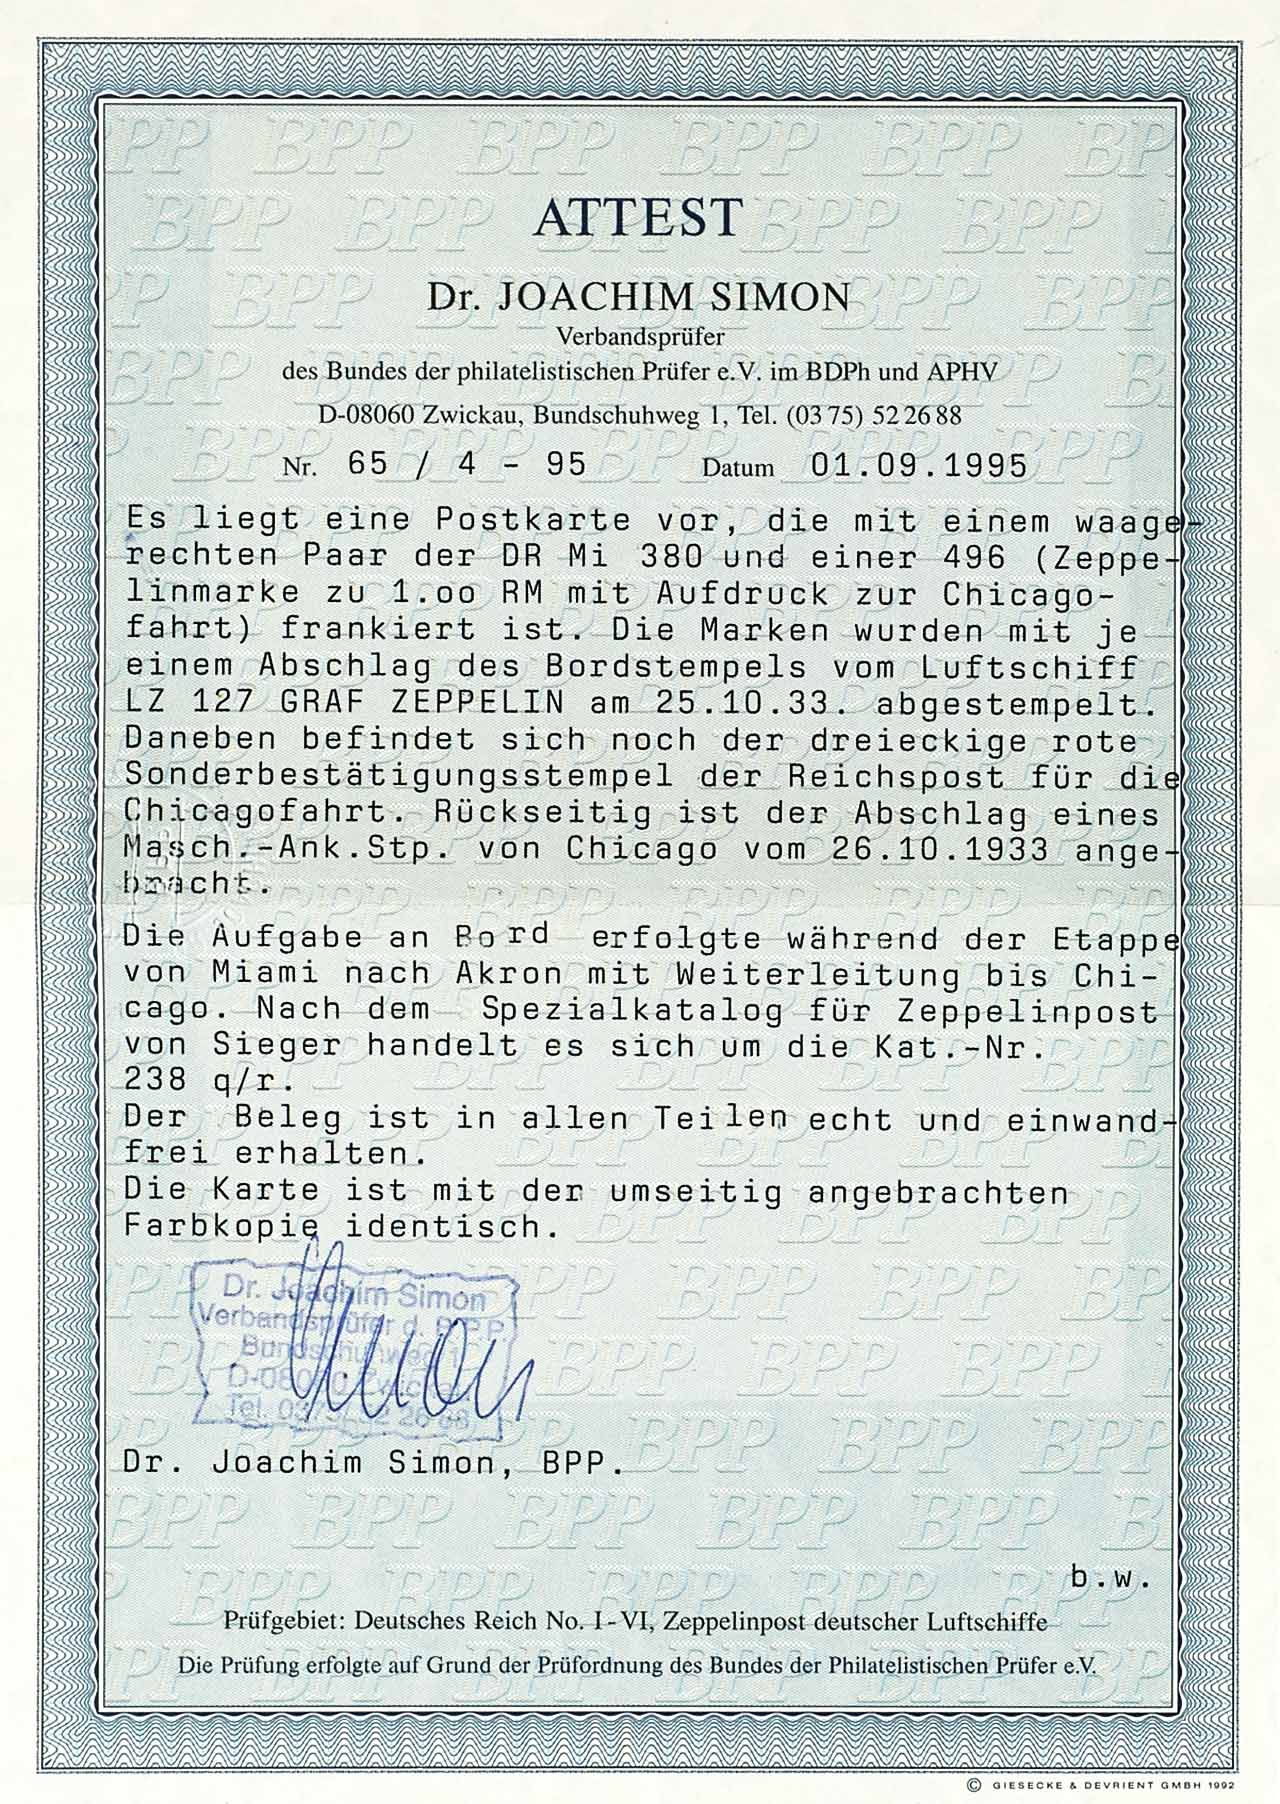 ATTEST
Dr. JOACHIM SIMON
Verbandsprüfer
des Bundes der philatelistischen Prüfer e.V. im BDPh und APHV
D-08060 Zwickau, Bundschuhweg 1, Tel. (03 75) 52 26 88
Nr. 65 / 4 - 95 Datum 01.09.1995
Es liegt eine Postkarte vor, die mit einem waage-
rechten Paar der DR Mi 380 und einer 496 (Zeppe-
linmarke zu 1.oo RM mit Aufdruck zur Chicago-
fahrt) frankiert ist. Die Marken wurden mit je
einem Abschlag des Bordstempels vom Luftschiff
LZ 127 GRAF ZEPPELIN am 25.10.33. abgestempelt.
Daneben befindet sich noch der dreieckige rote
Sonderbestätigungsstempel der Reichspost für die
Chicagofahrt. Rückseitig ist der Abschlag eines
Masch.-Ank.Stp. von Chicago vom 26.10.1933 ange-
bracht.
Die Aufgabe an Bord erfolgte während der Etappe
von Miami nach Akron mit Weiterleitung bis Chi-
cago. Nach dem Spezialkatalog für Zeppelinpost
von Sieger handelt es sich um die Kat.-Nr.
238 q/r.
Der Beleg ist in allen Teilen echt und einwand-
frei erhalten.
Die Karte ist mit der umseitig angebrachten
Farbkopie identisch.
Dr. Joachim Simon
Verbandsprüfer d. B.P.P.
Bundschuhweg 1
D-08060 Zwickau
Tel. 03 75/52 26 88
Dr. Joachim Simon, BPP.
b.w.
Prüfgebiet: Deutsches Reich No. I-VI, Zeppelinpost deutscher Luftschiffe
Die Prüfung erfolgte auf Grund der Prüfordnung des Bundes der Philatelistischen Prüfer e.V.
© GIESECKE & DEVRIENT GMBH 1992